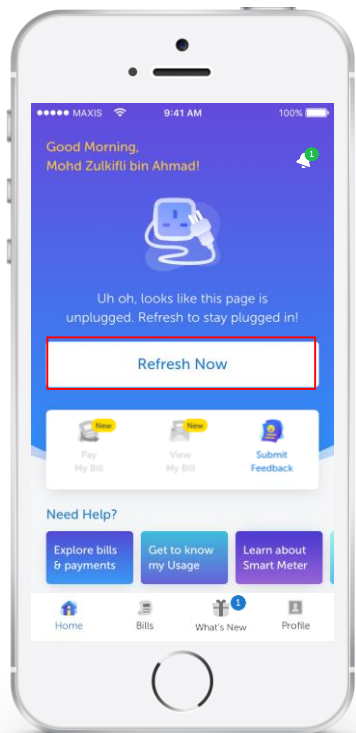 MAXIS 9:41 AM 100%
Good Morning,
Mohd Zulkifli bin Ahmad!
1
Uh oh, looks like this page is
unplugged. Refresh to stay plugged in!
Refresh Now
New New
Pay View Submit
My Bill My Bill Feedback
Need Help?
Explore bills Get to know Learn about
& payments my Usage Smart Meter
1
Home Bills What's New Profile